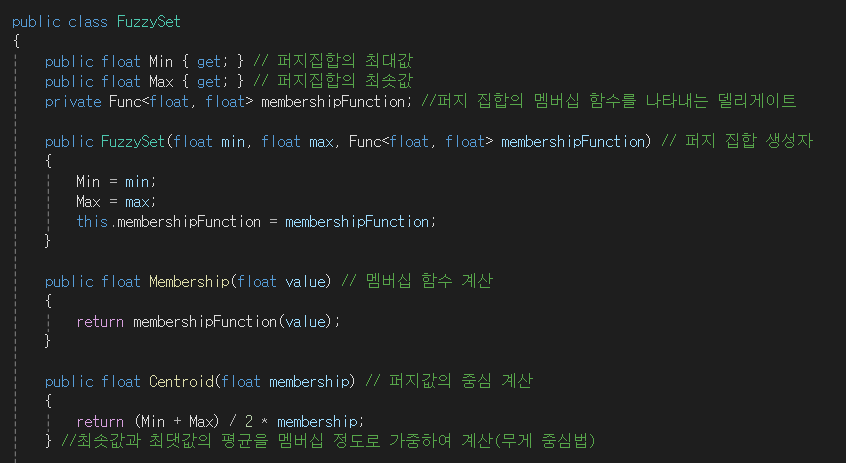 public class FuzzySet
{
public float Min { get; } // 퍼지집합의 최대값
public float Max { get; } // 퍼지집합의 최솟값
private Func<float, float> membershipFunction; //퍼지 집합의 멤버십 함수를 나타내는 델리게이트
public FuzzySet(float min, float max, Func<float, float> membershipFunction) // 퍼지 집합 생성자
{
Min = min;
Max = max;
this.membershipFunction = membershipFunction;
}
public float Membership(float value) // 멤버십 함수 계산
{
return membershipFunction(value);
}
public float Centroid(float membership) // 퍼지값의 중심 계산
{
return (Min + Max) / 2 * membership;
} //최솟값과 최댓값의 평균을 멤버십 정도로 가중하여 계산(무게 중심법)